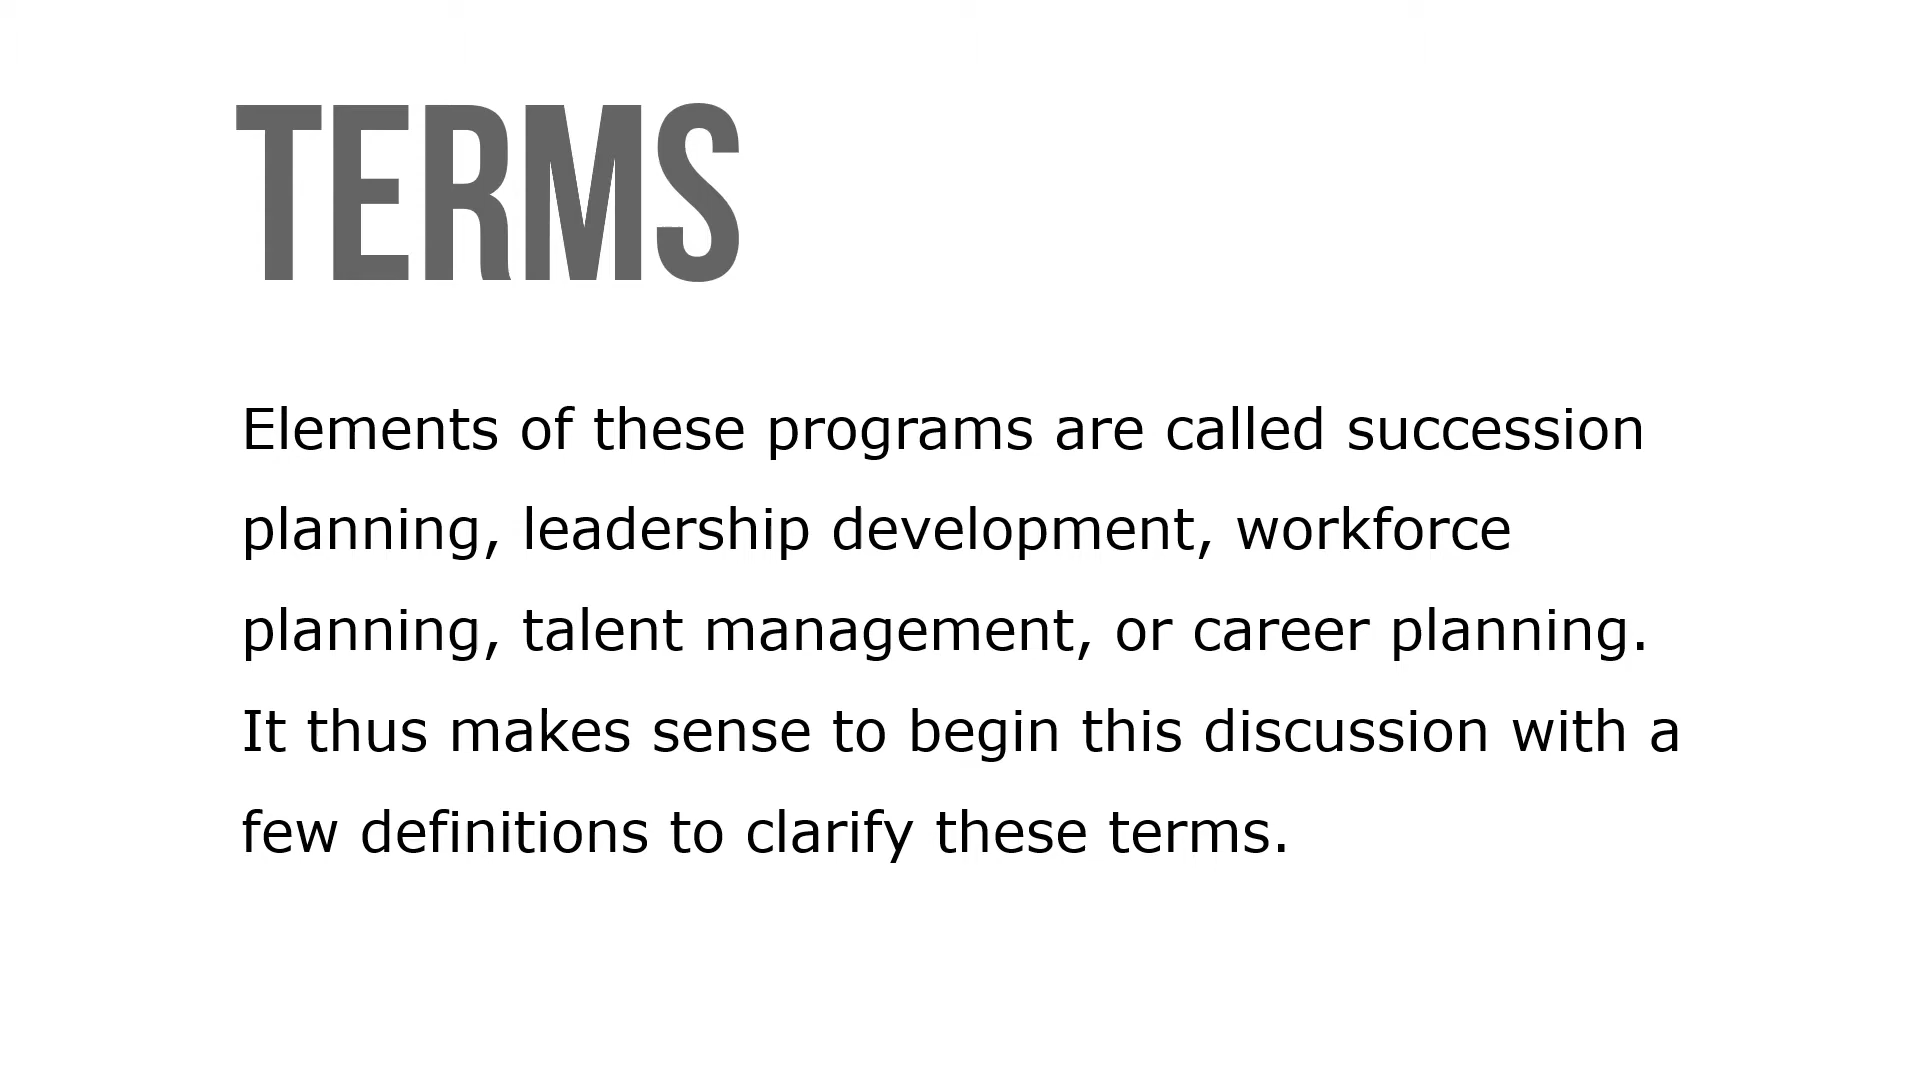 TERMS
Elements of these programs are called succession
planning, leadership development, workforce
planning, talent management, or career planning.
It thus makes sense to begin this discussion with a
few definitions to clarify these terms.